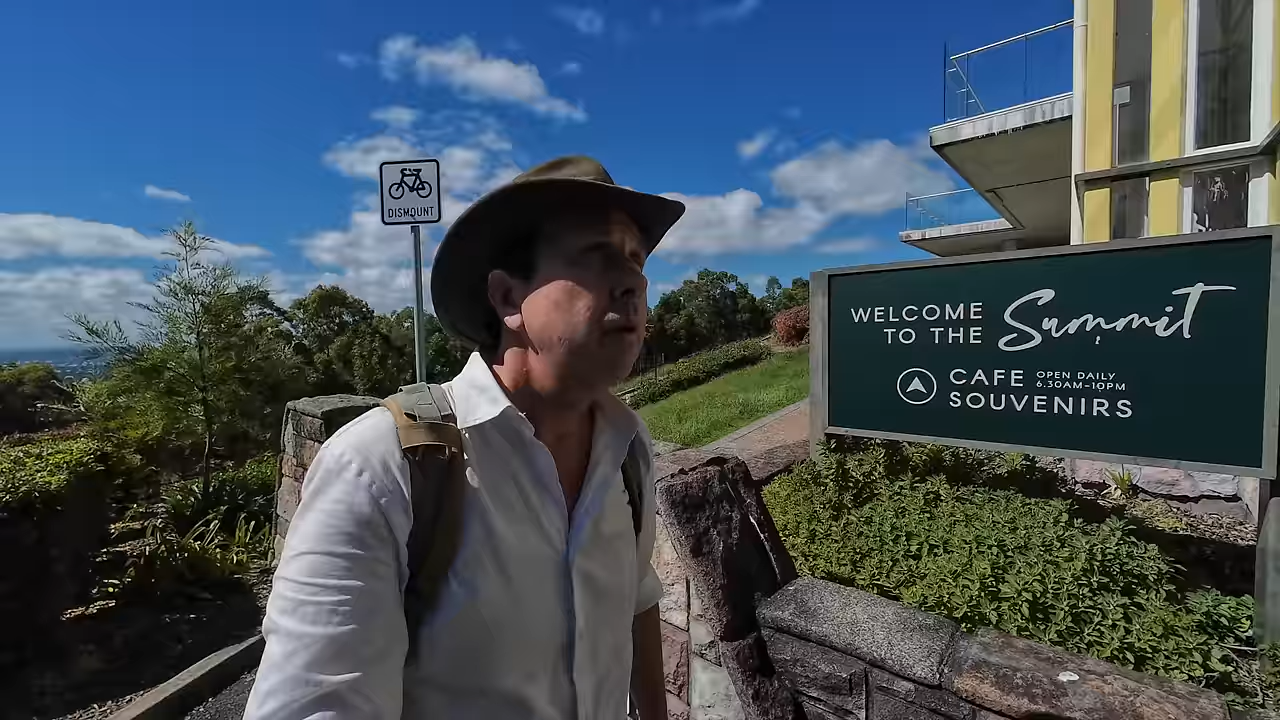 DISMOUNT
WELCOME
TO THE Summit
CAFE OPEN DAILY
6.30AM-10PM
SOUVENIRS